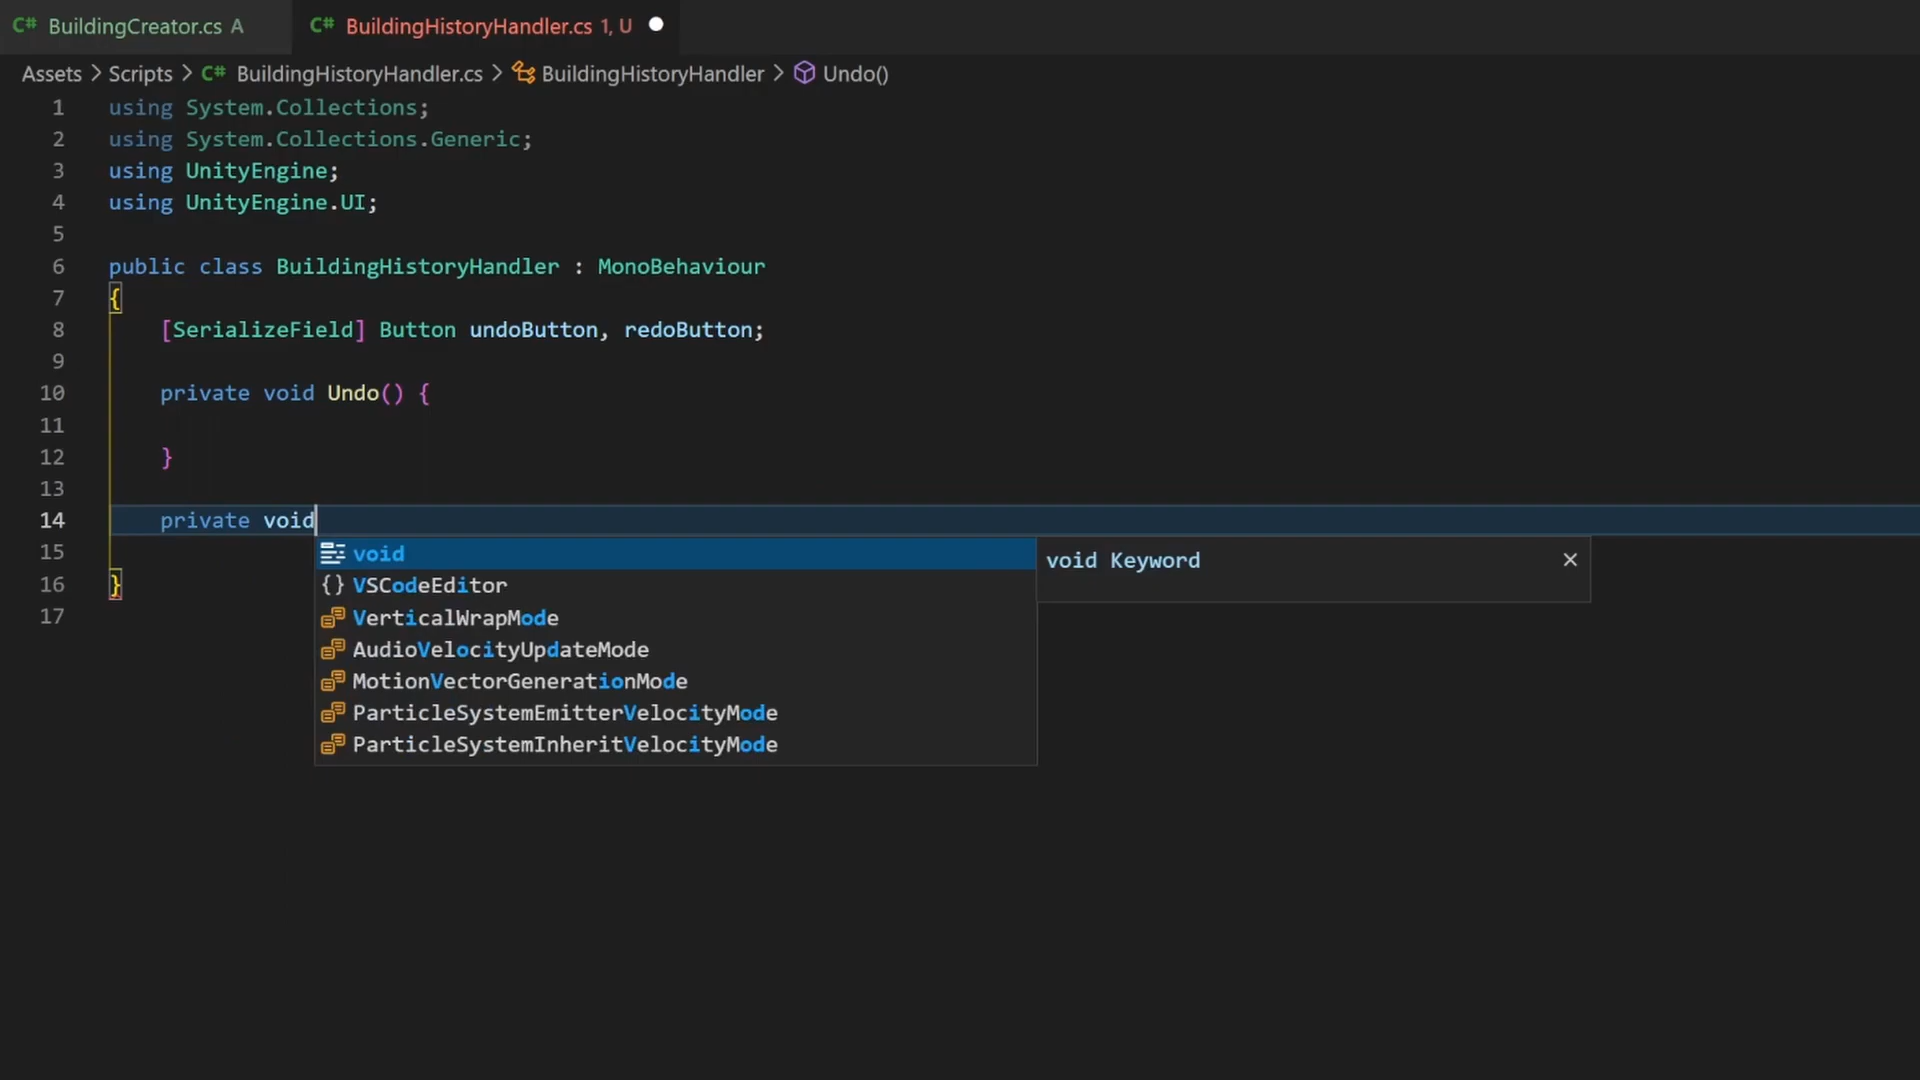 C# BuildingCreator.cs A
C# BuildingHistoryHandler.cs 1, U
Assets > Scripts > C# BuildingHistoryHandler.cs > BuildingHistoryHandler > Undo()
1 using System.Collections;
2 using System.Collections.Generic;
3 using UnityEngine;
4 using UnityEngine.UI;
5
6 public class BuildingHistoryHandler : MonoBehaviour
7 {
8 [SerializeField] Button undoButton, redoButton;
9
10 private void Undo() {
11
12 }
13
14 private void
15
16 }
17
void
VSCodeEditor
VerticalWrapMode
AudioVelocityUpdateMode
MotionVectorGenerationMode
ParticleSystemEmitterVelocityMode
ParticleSystemInheritVelocityMode
void Keyword